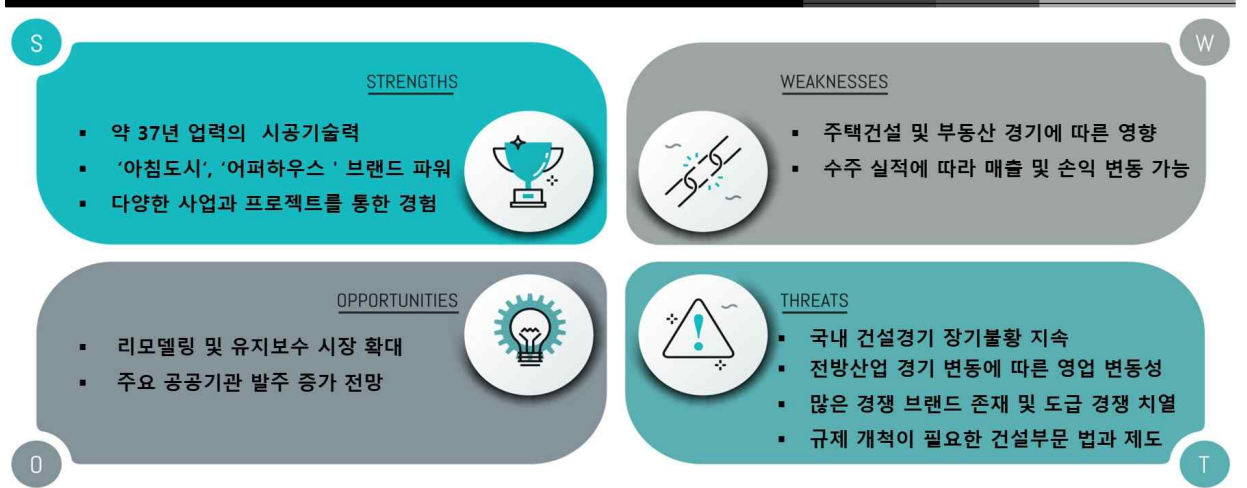 S
STRENGTHS
▪ 약 37년 업력의 시공기술력
▪ ‘아침도시‘, ‘어퍼하우스 ' 브랜드 파워
▪ 다양한 사업과 프로젝트를 통한 경험
W
WEAKNESSES
▪ 주택건설 및 부동산 경기에 따른 영향
▪ 수주 실적에 따라 매출 및 손익 변동 가능
OPPORTUNITIES
▪ 리모델링 및 유지보수 시장 확대
▪ 주요 공공기관 발주 증가 전망
O
THREATS
▪ 국내 건설경기 장기불황 지속
▪ 전방산업 경기 변동에 따른 영업 변동성
▪ 많은 경쟁 브랜드 존재 및 도급 경쟁 치열
▪ 규제 개척이 필요한 건설부문 법과 제도
T